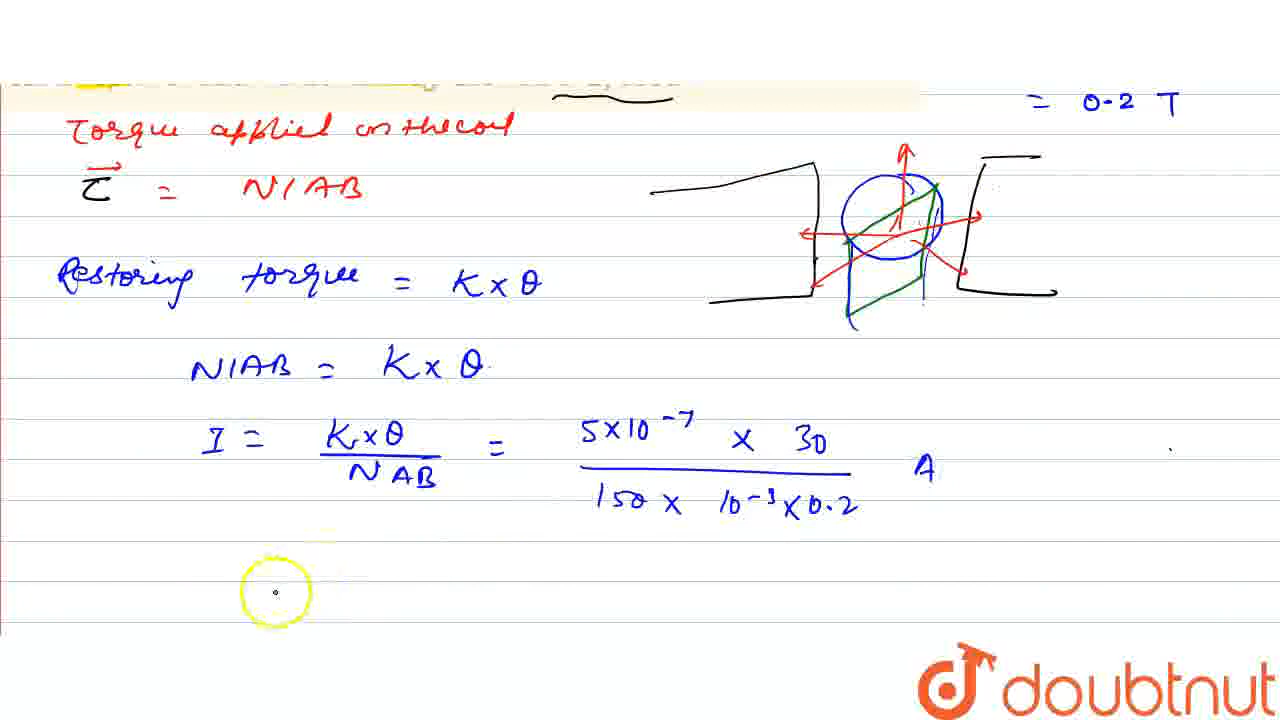 = 0.2 T
Torque applied on the coil
τ = NIAB
Restoring torque = K×θ
NIAB = K×θ
I = K×θ / NAB = 5×10⁻⁷ × 30 / 150 × 10⁻³ × 0.2 A
doubtnut